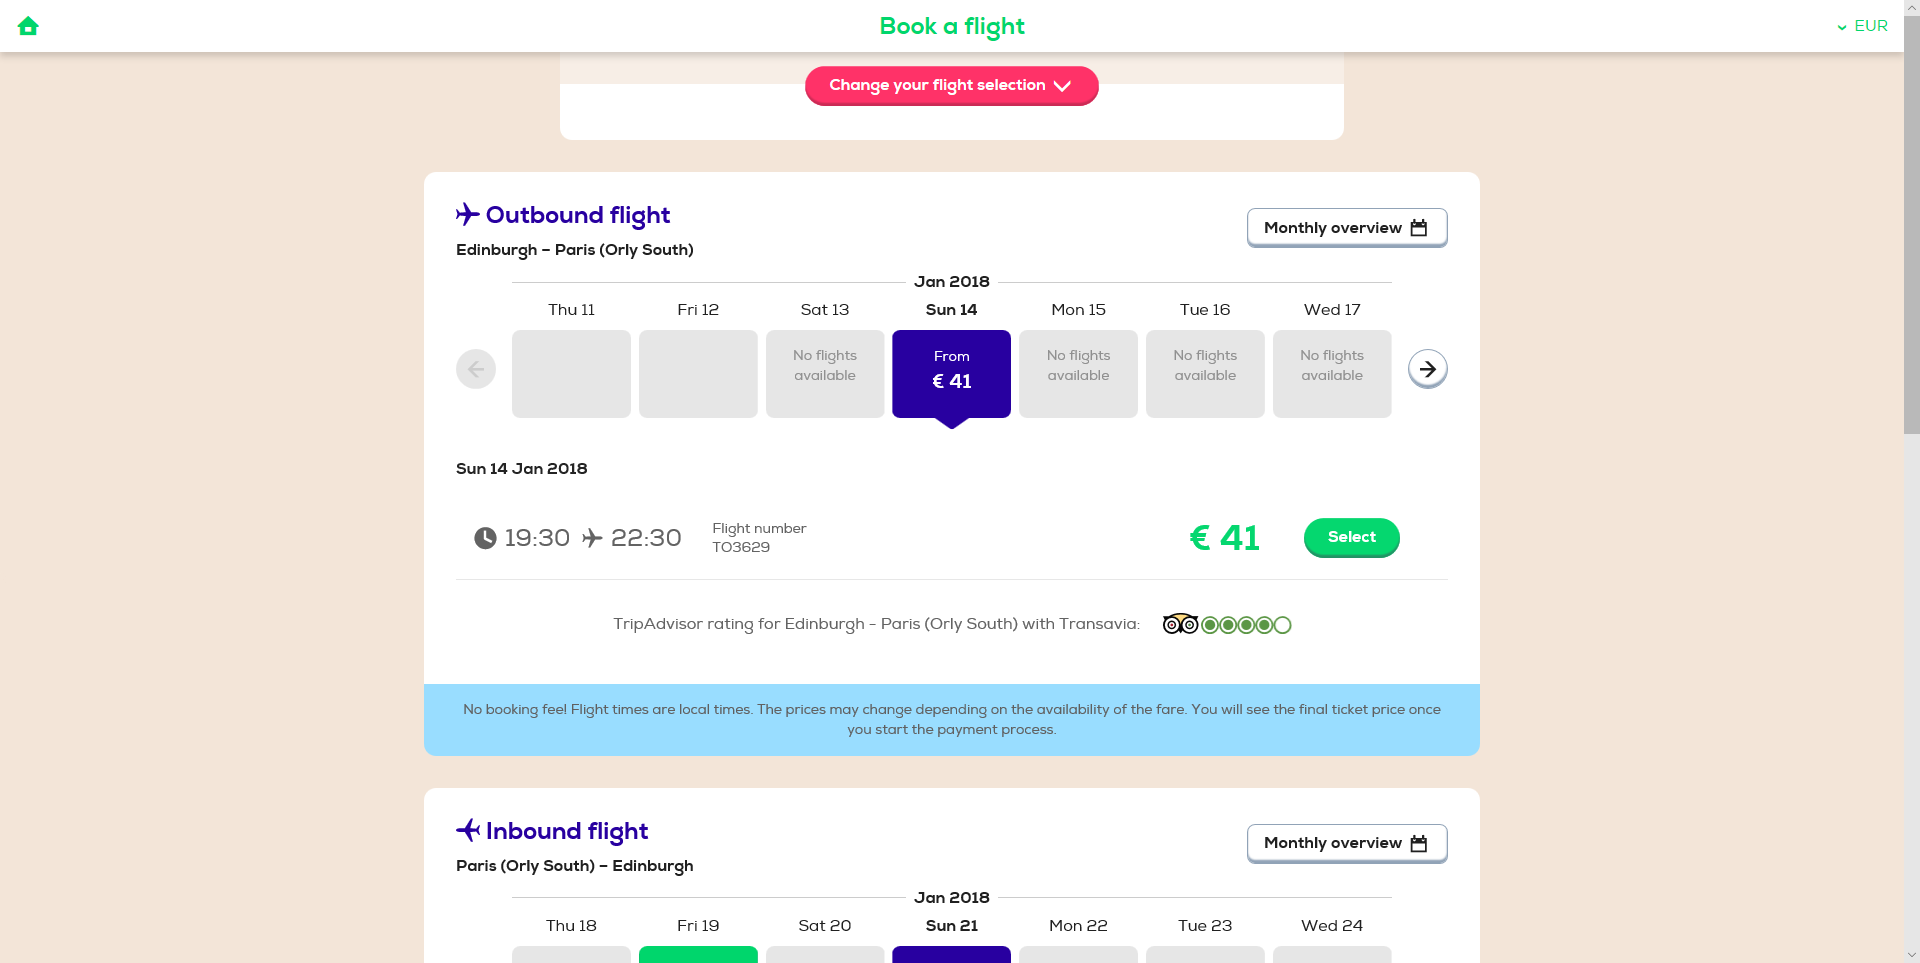 Book a flight
EUR
Change your flight selection
Outbound flight
Edinburgh – Paris (Orly South)
Monthly overview
Jan 2018
Thu 11
Fri 12
Sat 13
Sun 14
Mon 15
Tue 16
Wed 17
No flights
available
From
€ 41
No flights
available
No flights
available
No flights
available
Sun 14 Jan 2018
19:30 22:30
Flight number
TO3629
€ 41
Select
TripAdvisor rating for Edinburgh - Paris (Orly South) with Transavia:
No booking fee! Flight times are local times. The prices may change depending on the availability of the fare. You will see the final ticket price once
you start the payment process.
Inbound flight
Paris (Orly South) – Edinburgh
Monthly overview
Jan 2018
Thu 18
Fri 19
Sat 20
Sun 21
Mon 22
Tue 23
Wed 24